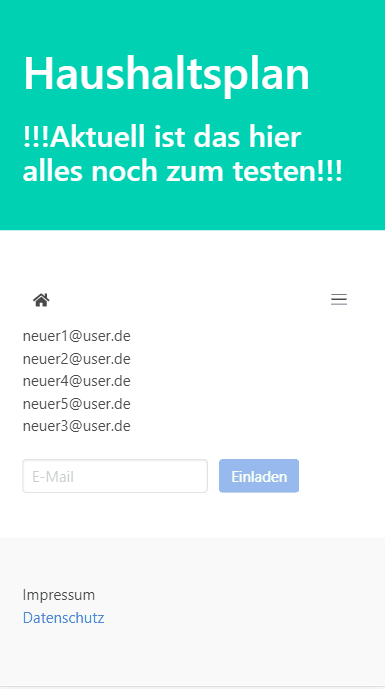 Haushaltsplan
!!!Aktuell ist das hier
alles noch zum testen!!!
neuer1@user.de
neuer2@user.de
neuer4@user.de
neuer5@user.de
neuer3@user.de
E-Mail Einladen
Impressum
Datenschutz